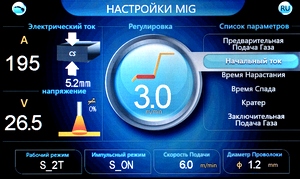 НАСТРОЙКИ MIG
RU
Электрический ток
A
195
CS
5.2mm
напряжение
0%
V
26.5
Регулировка
3.0
m/min
Список параметров
Предварительная
Подача Газа
Начальный ток
Время Нарастания
Время Спада
Кратер
Заключительная
Подача Газа
Рабочий режим
S_2T
Импульсный режим
S_ON
Скорость Подачи
6.0 m/min
Диаметр Проволоки
ф 1.2 mm